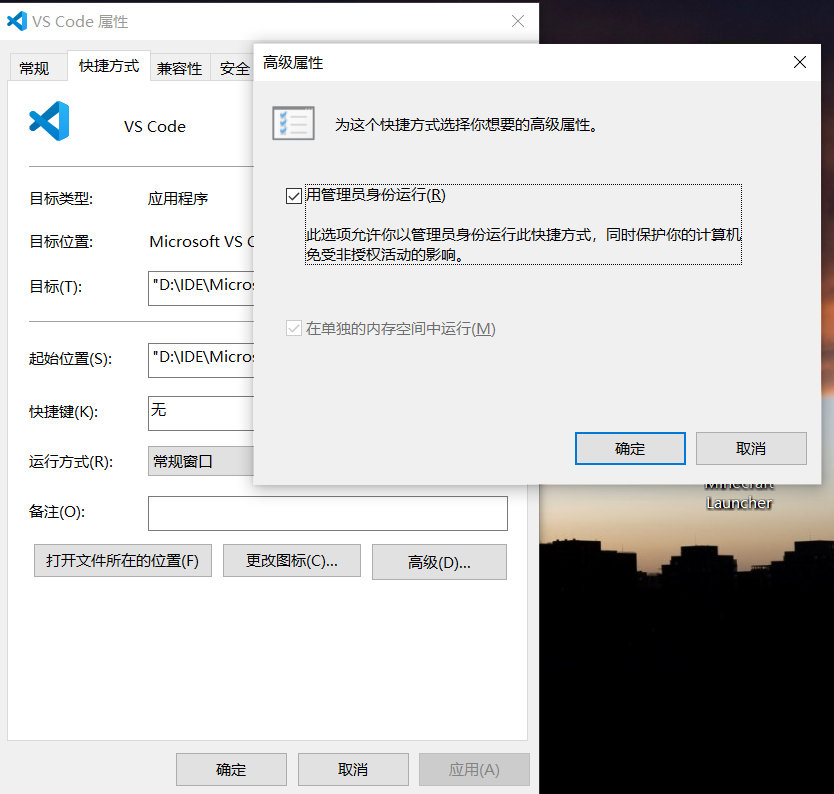 VS Code 属性
常规 快捷方式 兼容性 安全
VS Code
目标类型: 应用程序
目标位置: Microsoft VS
目标(T): "D:\IDE\Micros
起始位置(S): "D:\IDE\Micros
快捷键(K): 无
运行方式(R): 常规窗口
备注(O):
打开文件所在的位置(F) 更改图标(C)... 高级(D)...
确定 取消 应用(A)
高级属性
为这个快捷方式选择你想要的高级属性。
用管理员身份运行(R)
此选项允许你以管理员身份运行此快捷方式，同时保护你的计算机
免受非授权活动的影响。
在单独的内存空间中运行(M)
确定 取消
Minecraft
Launcher